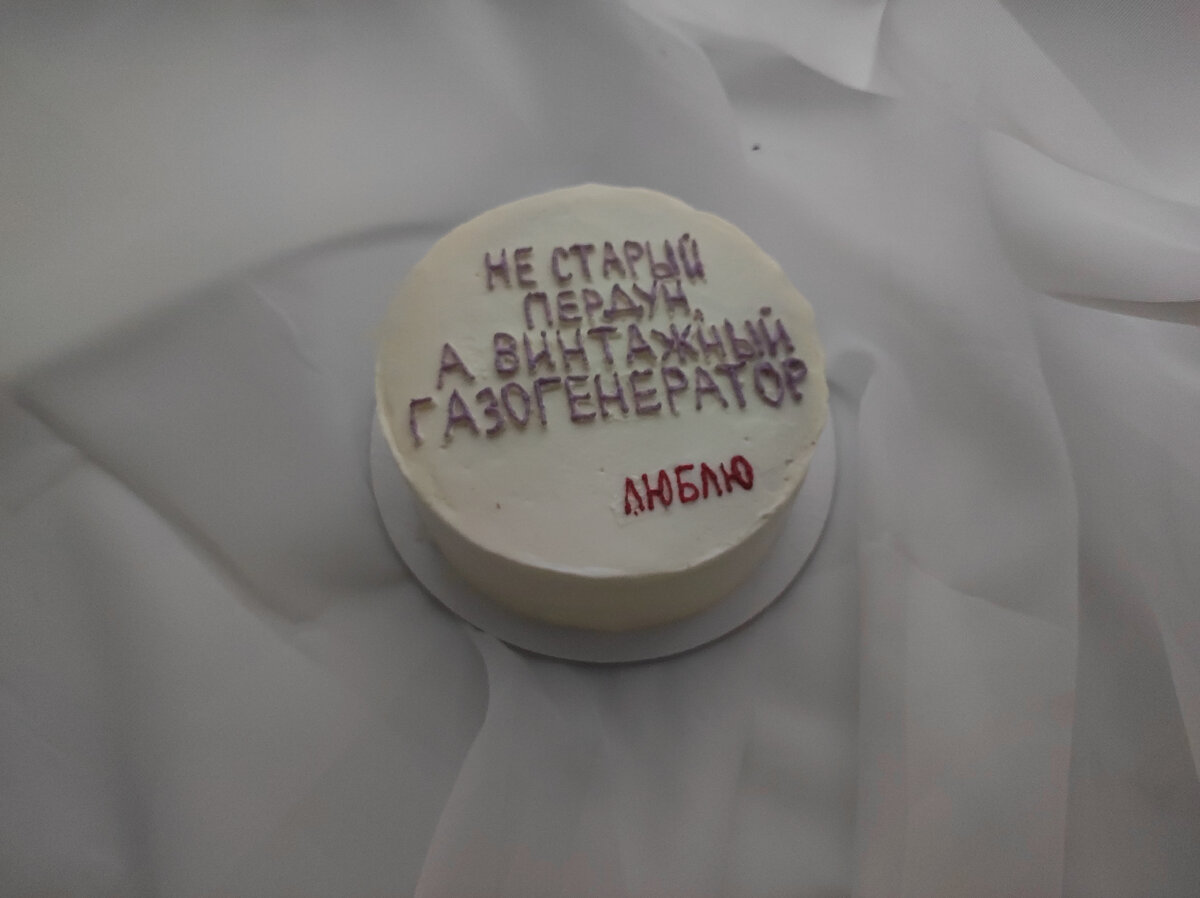 НЕ СТАРЫЙ
ПЕРДУН,
А ВИНТАЖНЫЙ
ГАЗОГЕНЕРАТОР
ЛЮБЛЮ